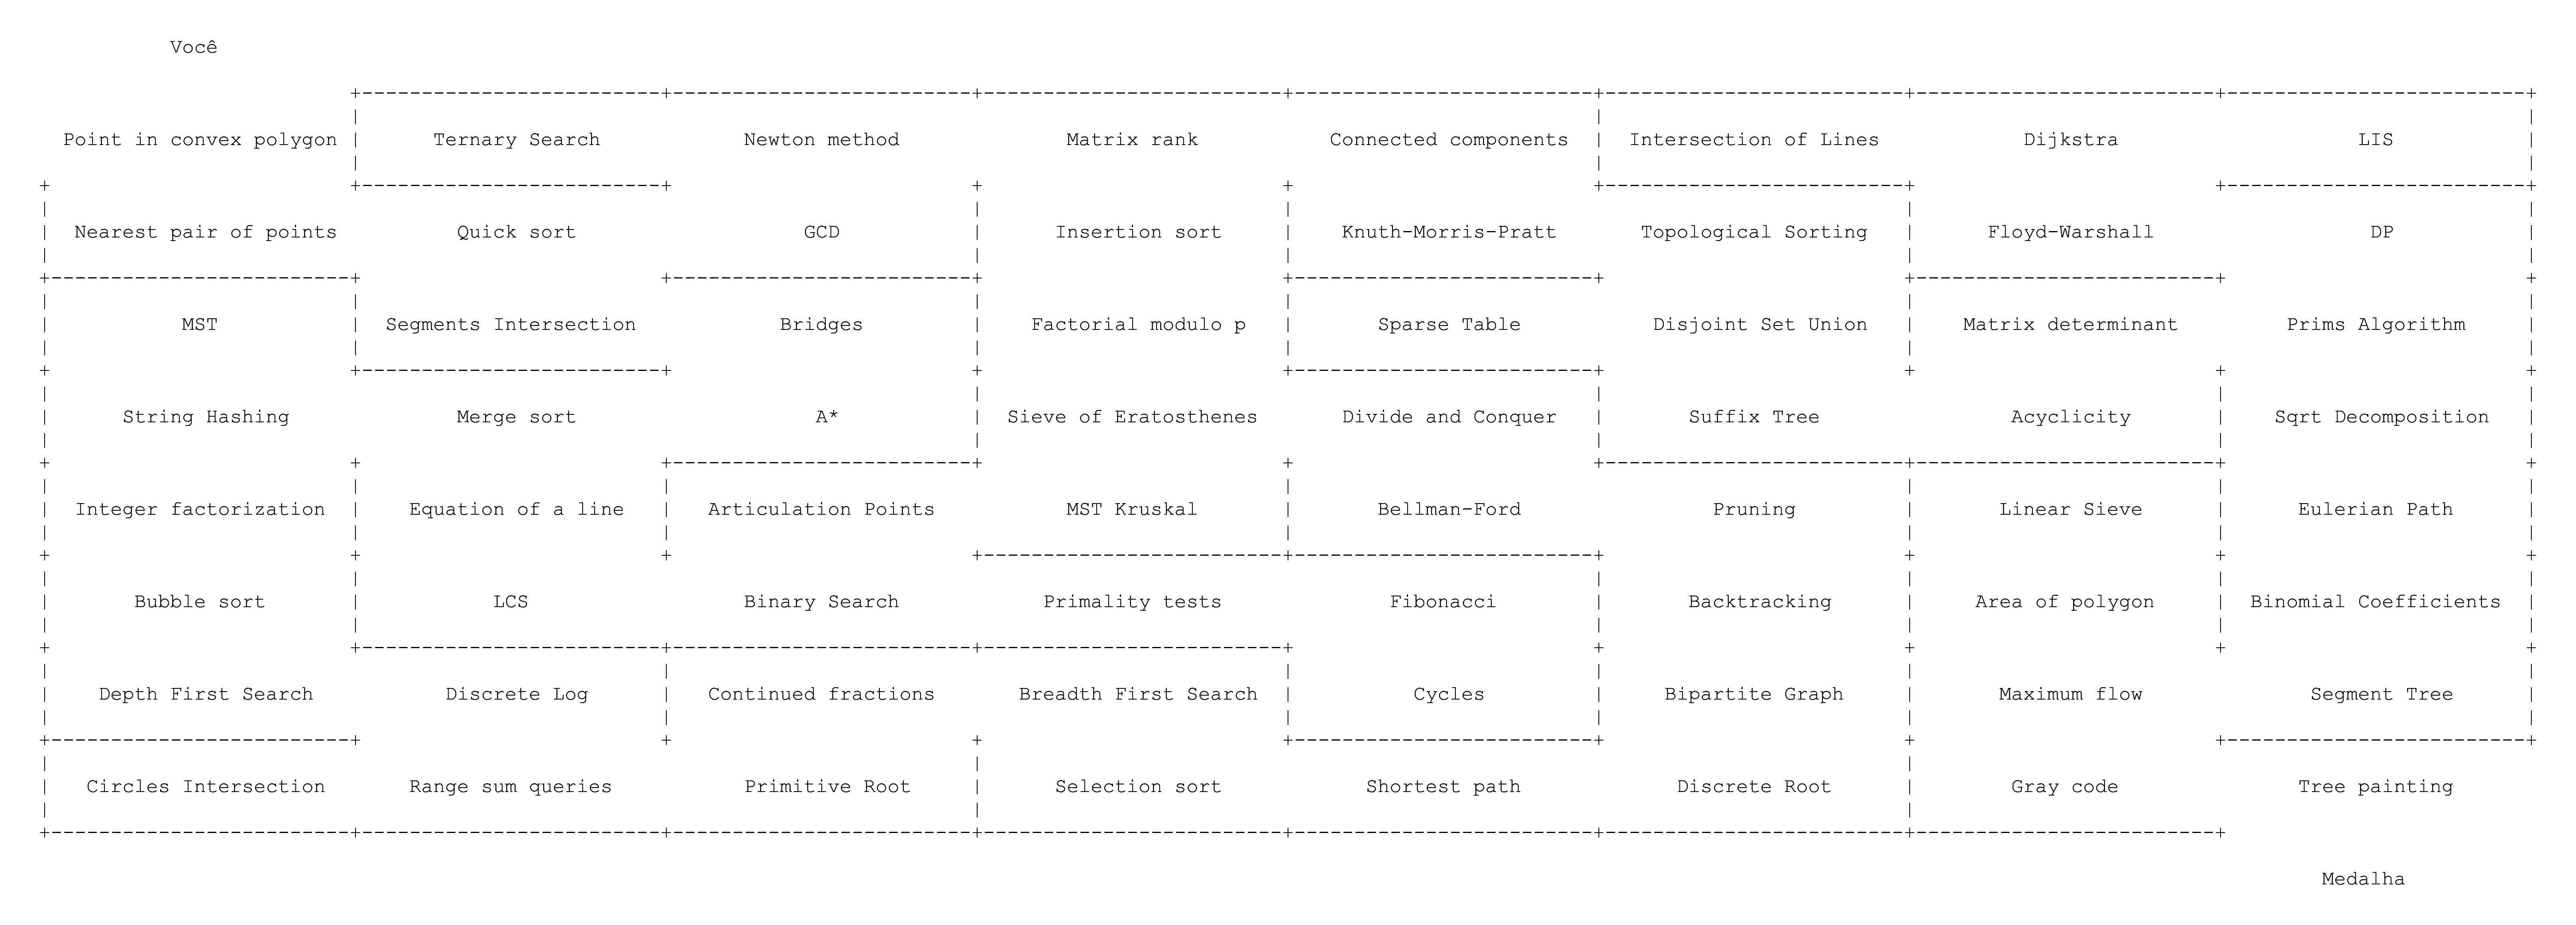 Você
Point in convex polygon Ternary Search Newton method Matrix rank Connected components Intersection of Lines Dijkstra LIS
Nearest pair of points Quick sort GCD Insertion sort Knuth-Morris-Pratt Topological Sorting Floyd-Warshall DP
MST Segments Intersection Bridges Factorial modulo p Sparse Table Disjoint Set Union Matrix determinant Prims Algorithm
String Hashing Merge sort A* Sieve of Eratosthenes Divide and Conquer Suffix Tree Acyclicity Sqrt Decomposition
Integer factorization Equation of a line Articulation Points MST Kruskal Bellman-Ford Pruning Linear Sieve Eulerian Path
Bubble sort LCS Binary Search Primality tests Fibonacci Backtracking Area of polygon Binomial Coefficients
Depth First Search Discrete Log Continued fractions Breadth First Search Cycles Bipartite Graph Maximum flow Segment Tree
Circles Intersection Range sum queries Primitive Root Selection sort Shortest path Discrete Root Gray code Tree painting
Medalha